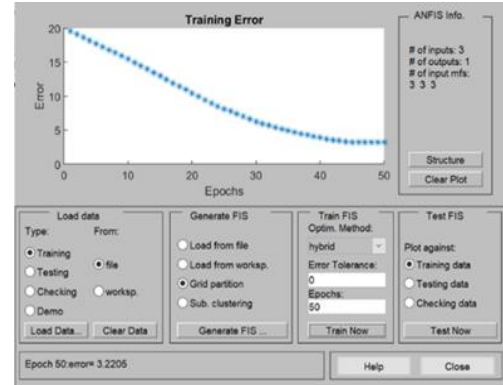 Training Error
20
15
10
5
0
Error
0
10
20
30
40
50
Epochs
ANFIS Info.
# of inputs: 3
# of outputs: 1
# of input mfs:
3 3 3
Structure
Clear Plot
Load data
Type:
From:
Training
Testing
Checking
Demo
file
worksp.
Load Data...
Clear Data
Generate FIS
Load from file
Load from worksp.
Grid partition
Sub. clustering
Generate FIS ...
Train FIS
Optim. Method:
hybrid
Error Tolerance:
0
Epochs:
50
Train Now
Test FIS
Plot against:
Training data
Testing data
Checking data
Test Now
Epoch 50:error= 3.2205
Help
Close